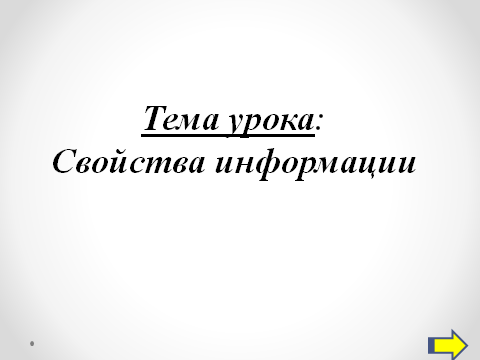 Тема урока:
Свойства информации